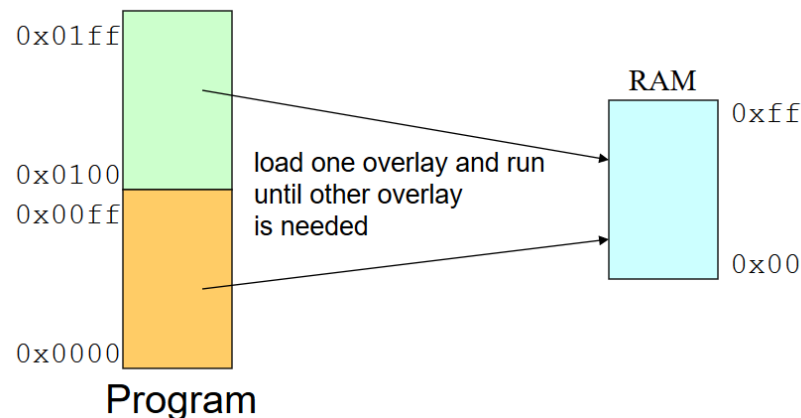 0x01ff
RAM
0xff
load one overlay and run
until other overlay
is needed
0x0100
0x00ff
0x00
0x0000
Program